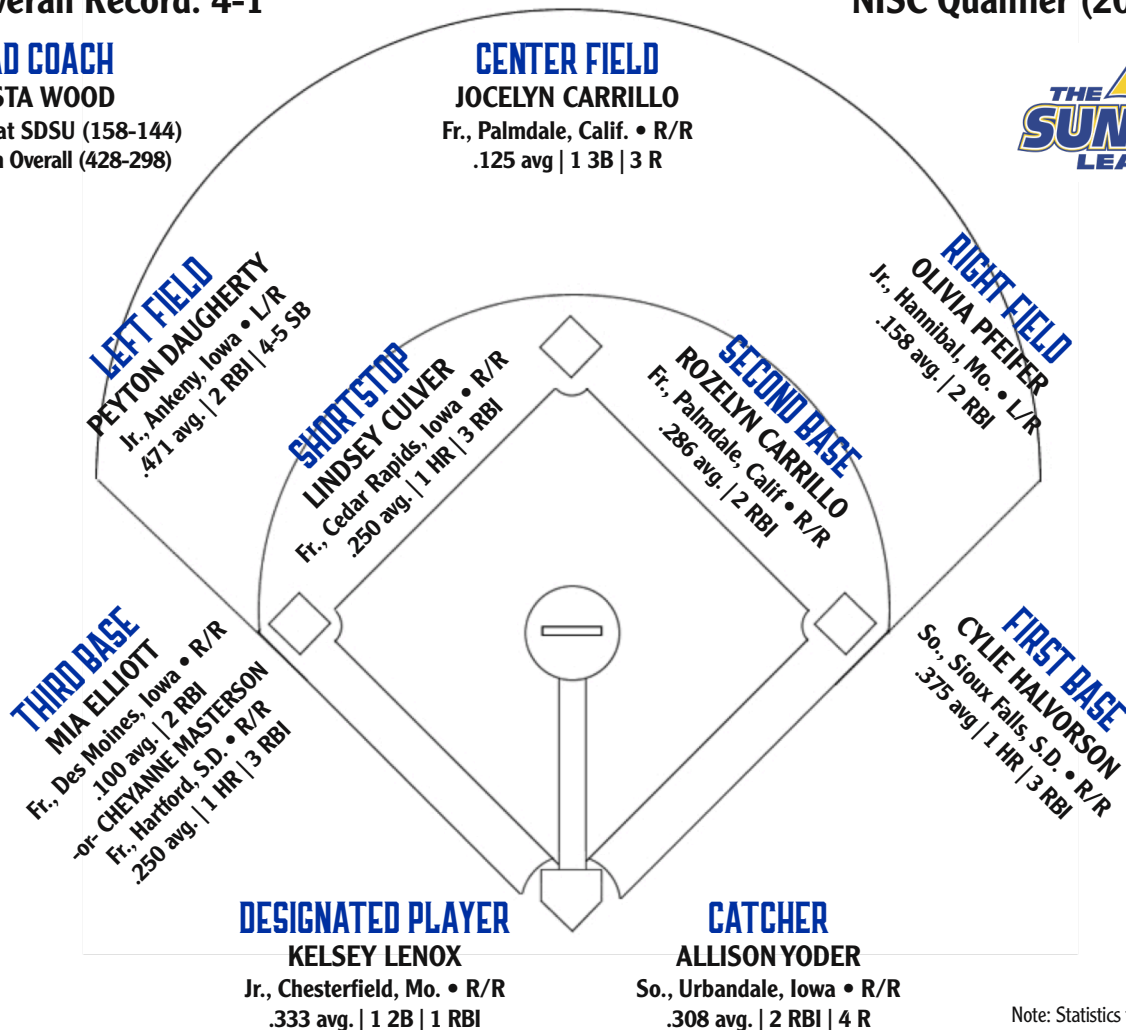 Overall Record: 4-1
NISC Qualifier (20
AD COACH
STA WOOD
at SDSU (158-144)
Overall (428-298)
CENTER FIELD
JOCELYN CARRILLO
Fr., Palmdale, Calif. • R/R
.125 avg | 1 3B | 3 R
THE
SUN
LEA
LEFT FIELD
PEYTON DAUGHERTY
Jr., Ankeny, Iowa • L/R
.471 avg. | 2 RBI | 4-5 SB
SHORTSTOP
LINDSEY CULVER
Fr., Cedar Rapids, Iowa • R/R
.250 avg. | 1 HR | 3 RBI
SECOND BASE
ROZELYN CARRILLO
Fr., Palmdale, Calif • R/R
.286 avg. | 2 RBI
RIGHT FIELD
OLIVIA PFEIFER
Jr., Hannibal, Mo. • L/R
.158 avg. | 2 RBI
THIRD BASE
MIA ELLIOTT
Fr., Des Moines, Iowa • R/R
.100 avg. | 2 RBI
-or- CHEYANNE MASTERSON
Fr., Hartford, S.D. • R/R
.250 avg. | 1 HR | 3 RBI
FIRST BASE
CYLIE HALVORSON
So., Sioux Falls, S.D. • R/R
.375 avg | 1 HR | 3 RBI
DESIGNATED PLAYER
KELSEY LENOX
Jr., Chesterfield, Mo. • R/R
.333 avg. | 1 2B | 1 RBI
CATCHER
ALLISON YODER
So., Urbandale, Iowa • R/R
.308 avg. | 2 RBI | 4 R
Note: Statistics